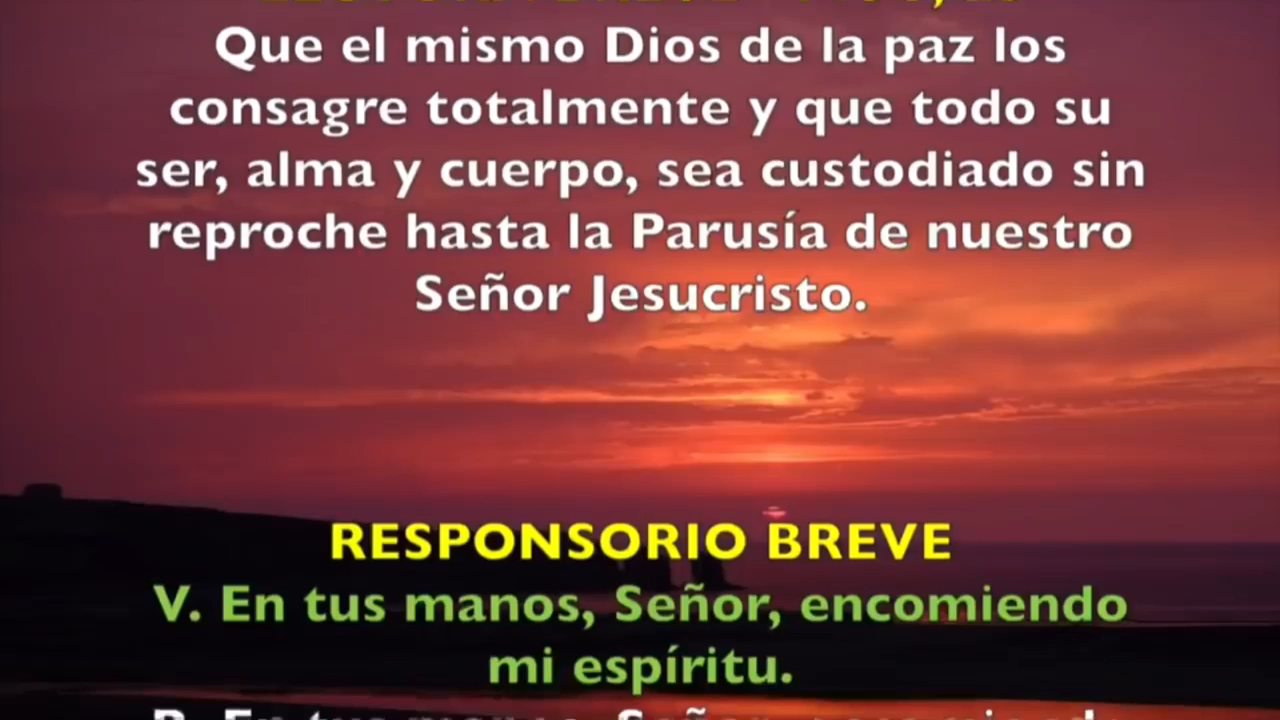 Que el mismo Dios de la paz los
consagre totalmente y que todo su
ser, alma y cuerpo, sea custodiado sin
reproche hasta la Parusía de nuestro
Señor Jesucristo.
RESPONSORIO BREVE
V. En tus manos, Señor, encomiendo
mi espíritu.